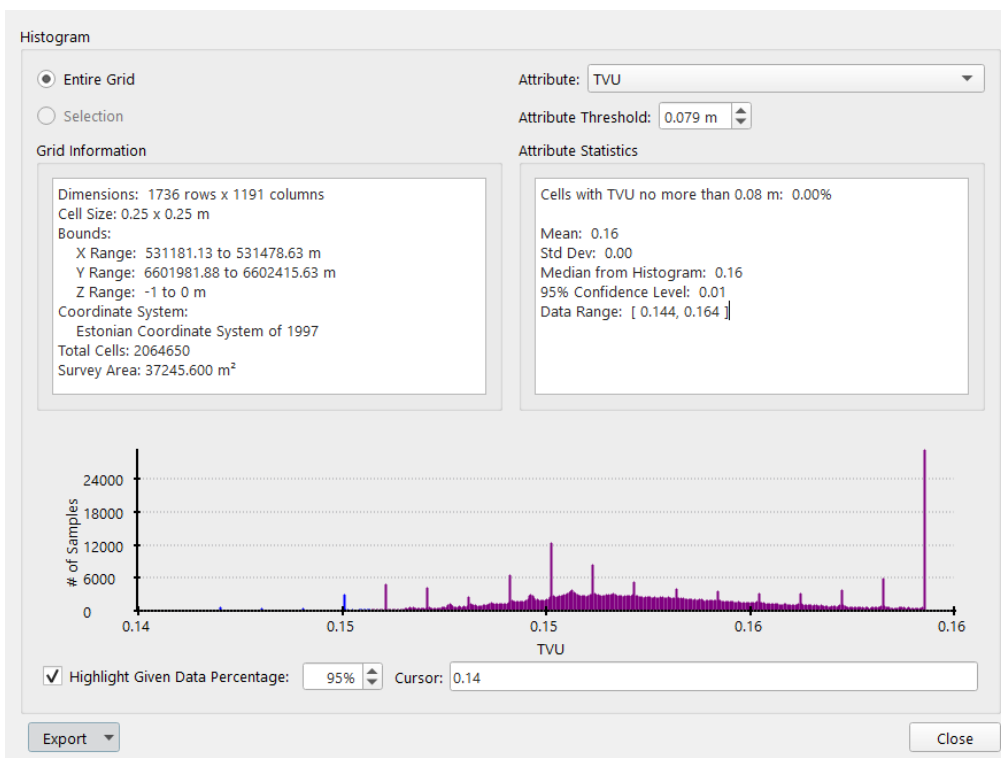 Histogram
Entire Grid
Attribute: TVU
Selection
Attribute Threshold: 0.079 m
Grid Information
Attribute Statistics
Dimensions: 1736 rows x 1191 columns
Cell Size: 0.25 x 0.25 m
Bounds:
X Range: 531181.13 to 531478.63 m
Y Range: 6601981.88 to 6602415.63 m
Z Range: -1 to 0 m
Coordinate System:
Estonian Coordinate System of 1997
Total Cells: 2064650
Survey Area: 37245.600 m²
Cells with TVU no more than 0.08 m: 0.00%
Mean: 0.16
Std Dev: 0.00
Median from Histogram: 0.16
95% Confidence Level: 0.01
Data Range: [ 0.144, 0.164 ]
# of Samples
24000
18000
12000
6000
0
0.14 0.15 0.15 0.16 0.16
TVU
Highlight Given Data Percentage: 95% Cursor: 0.14
Export
Close